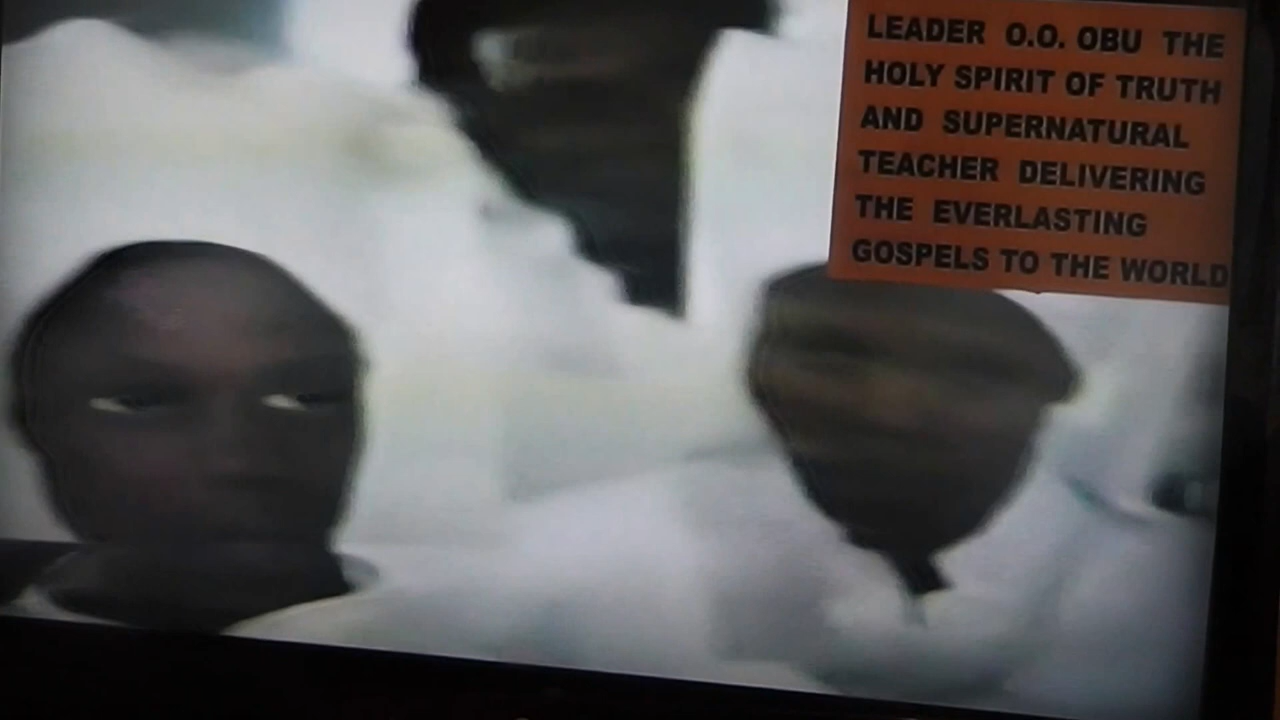 LEADER O.O. OBU THE
HOLY SPIRIT OF TRUTH
AND SUPERNATURAL
TEACHER DELIVERING
THE EVERLASTING
GOSPELS TO THE WORLD